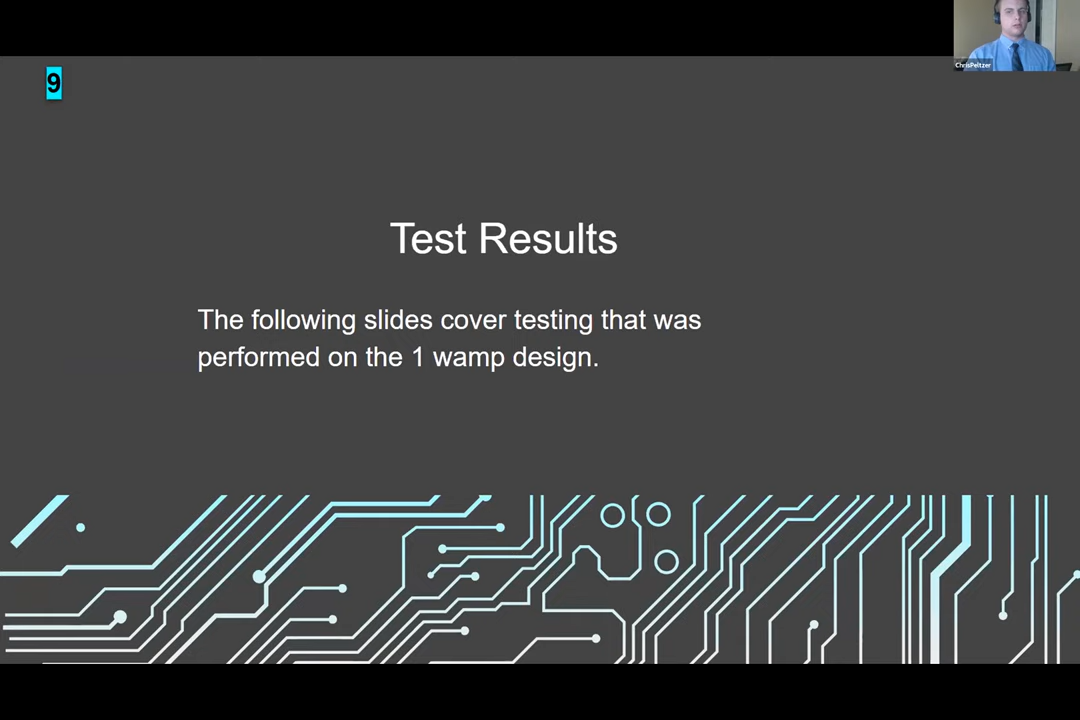 ChrisPeltzer
9
Test Results
The following slides cover testing that was
performed on the 1 wamp design.